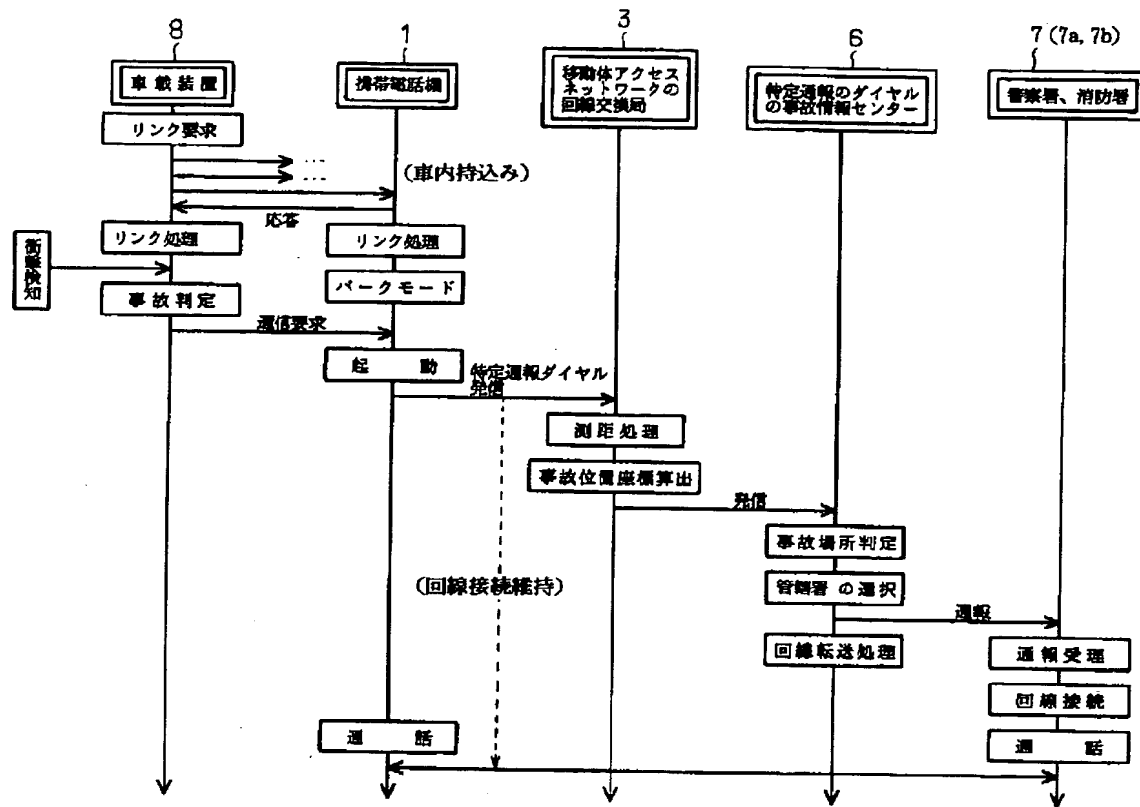 8
1
3
6
7 (7a, 7b)
車載装置
携帯電話機
移動体アクセス
ネットワークの
回線交換局
特定通報のダイヤル
の事故情報センター
警察署、消防署
リンク要求
...
...
(車内持込み)
応答
リンク処理
リンク処理
衝撃検知
パークモード
事故判定
通信要求
起動
特定通報ダイヤル
発信
測距処理
事故位置座標算出
発信
事故場所判定
(回線接続維持)
管轄署の選択
通報
回線転送処理
通報受理
回線接続
通話
通話